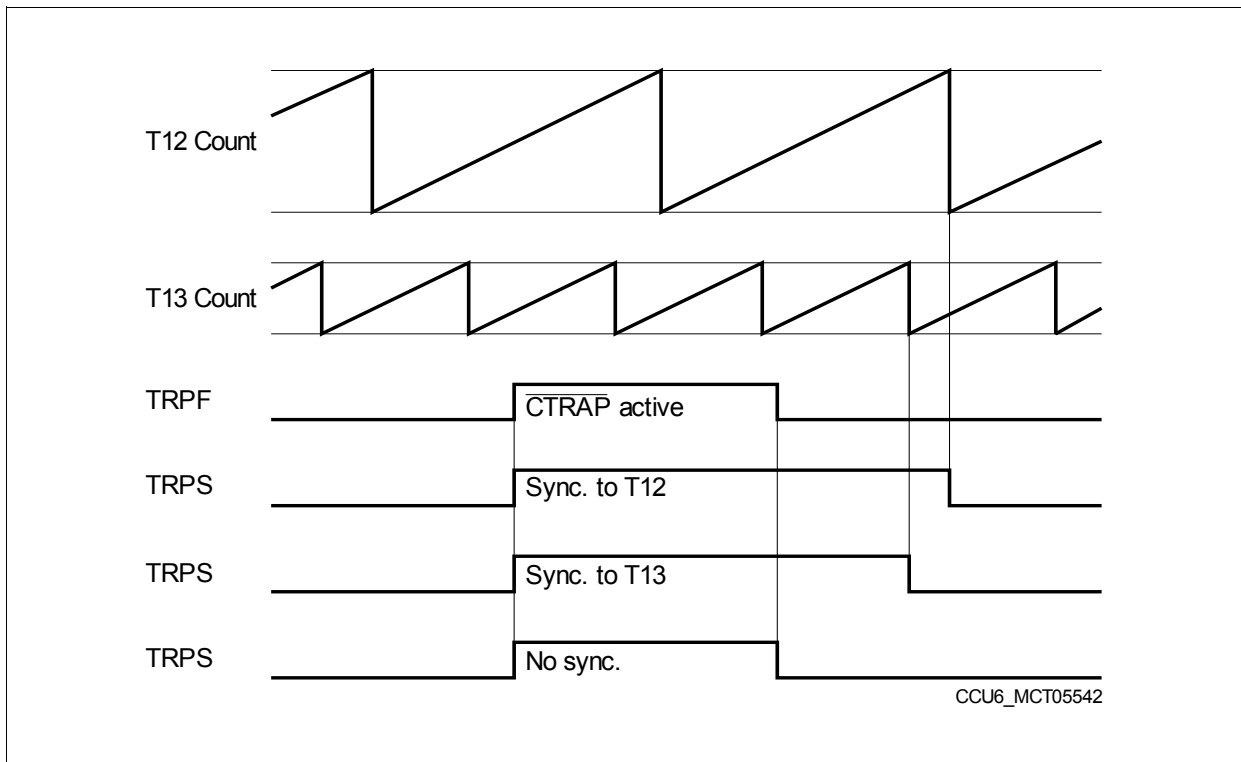 T12 Count
T13 Count
TRPF
CTRAP active
TRPS
Sync. to T12
TRPS
Sync. to T13
TRPS
No sync.
CCU6_MCT05542